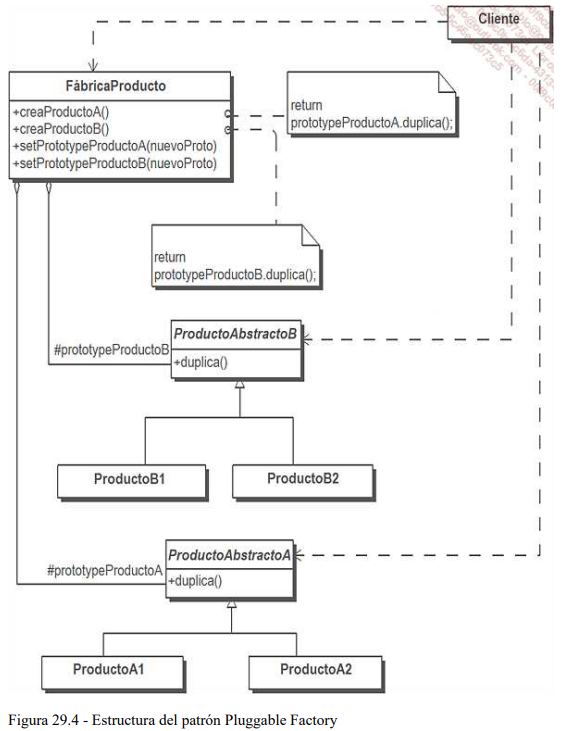 Cliente
FábricaProducto
+creaProductoA()
+creaProductoB()
+setPrototypeProductoA(nuevoProto)
+setPrototypeProductoB(nuevoProto)
return
prototypeProductoA.duplica();
return
prototypeProductoB.duplica();
ProductoAbstractoB
+duplica()
#prototypeProductoB
ProductoB1
ProductoB2
ProductoAbstractoA
+duplica()
#prototypeProductoA
ProductoA1
ProductoA2
Figura 29.4 - Estructura del patrón Pluggable Factory